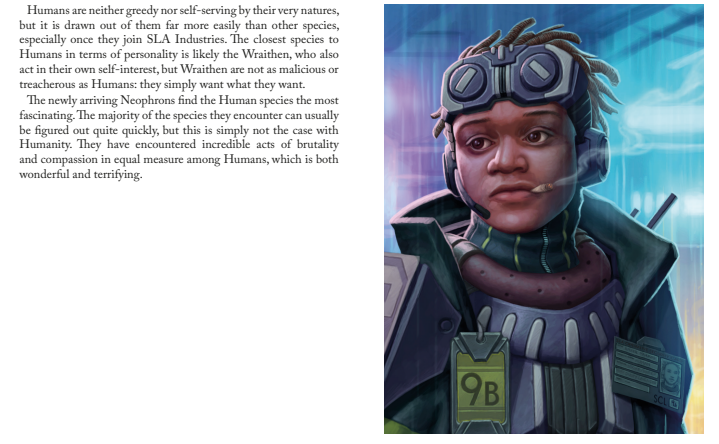 Humans are neither greedy nor self-serving by their very natures,
but it is drawn out of them far more easily than other species,
especially once they join SLA Industries. The closest species to
Humans in terms of personality is likely the Wraithen, who also
act in their own self-interest, but Wraithen are not as malicious or
treacherous as Humans: they simply want what they want.
The newly arriving Neophrons find the Human species the most
fascinating. The majority of the species they encounter can usually
be figured out quite quickly, but this is simply not the case with
Humanity. They have encountered incredible acts of brutality
and compassion in equal measure among Humans, which is both
wonderful and terrifying.
9B